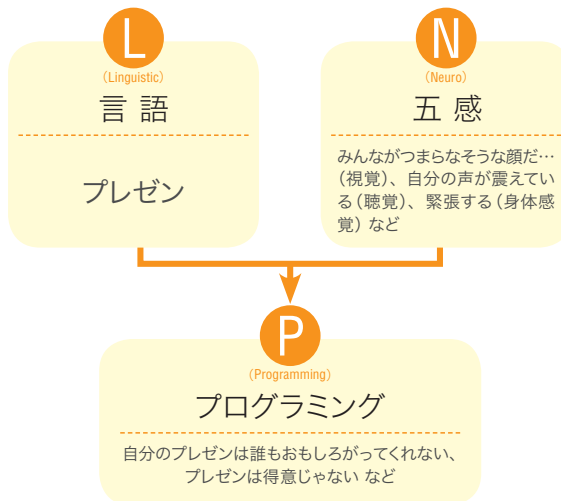 L
(Linguistic)
言語
プレゼン
N
(Neuro)
五感
みんながつまらなそうな顔だ…
(視覚)、自分の声が震えてい
る(聴覚)、緊張する(身体感
覚) など
P
(Programming)
プログラミング
自分のプレゼンは誰もおもしろがってくれない、
プレゼンは得意じゃない など